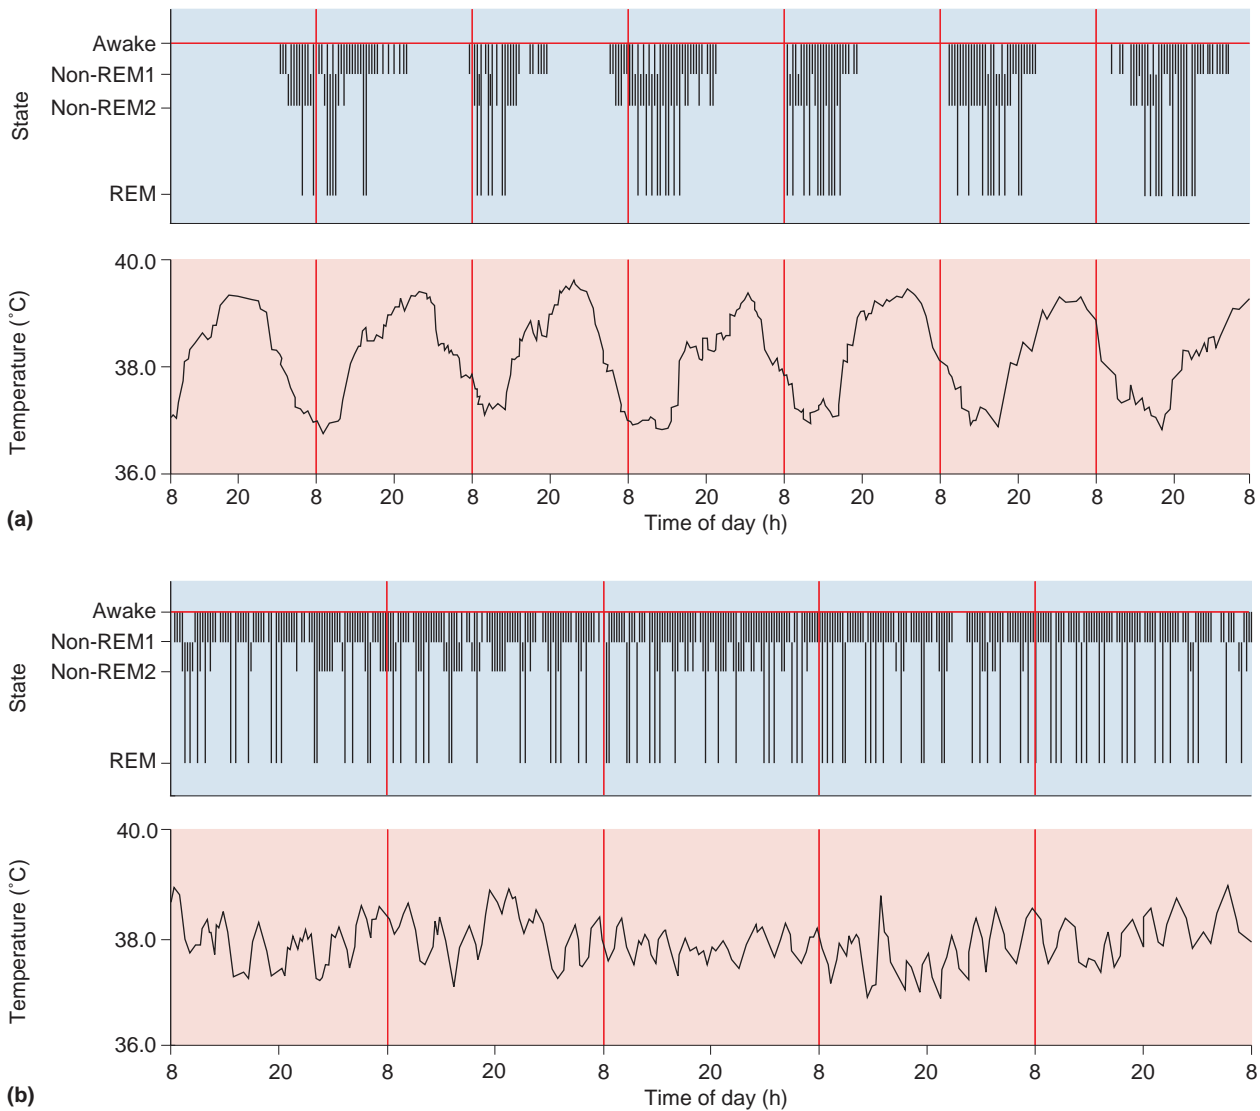 Awake
Non-REM1
Non-REM2
REM
State
40.0
38.0
36.0
Temperature (˚C)
8 20 8 20 8 20 8 20 8 20 8 20 8 20 8
Time of day (h)
(a)
Awake
Non-REM1
Non-REM2
REM
State
40.0
38.0
36.0
Temperature (˚C)
8 20 8 20 8 20 8 20 8 20 8
Time of day (h)
(b)